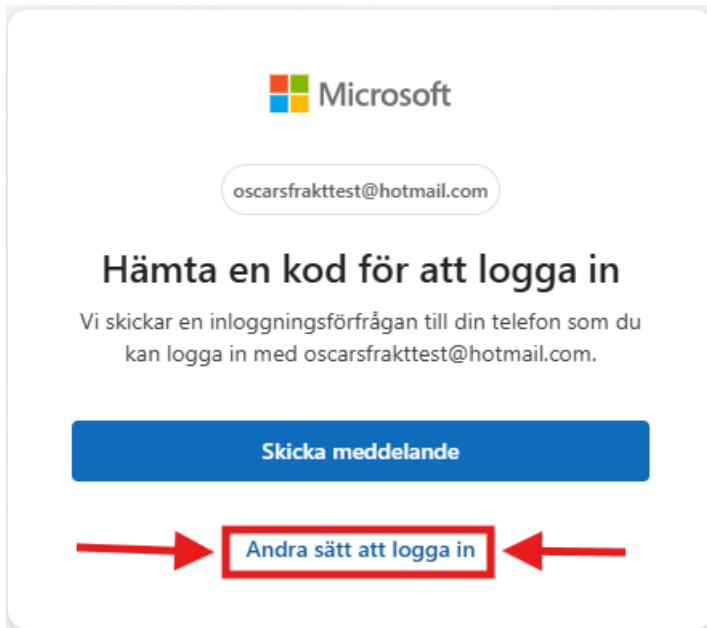 Microsoft
oscarsfrakttest@hotmail.com
Hämta en kod för att logga in
Vi skickar en inloggningsförfrågan till din telefon som du
kan logga in med oscarsfrakttest@hotmail.com.
Skicka meddelande
Andra sätt att logga in